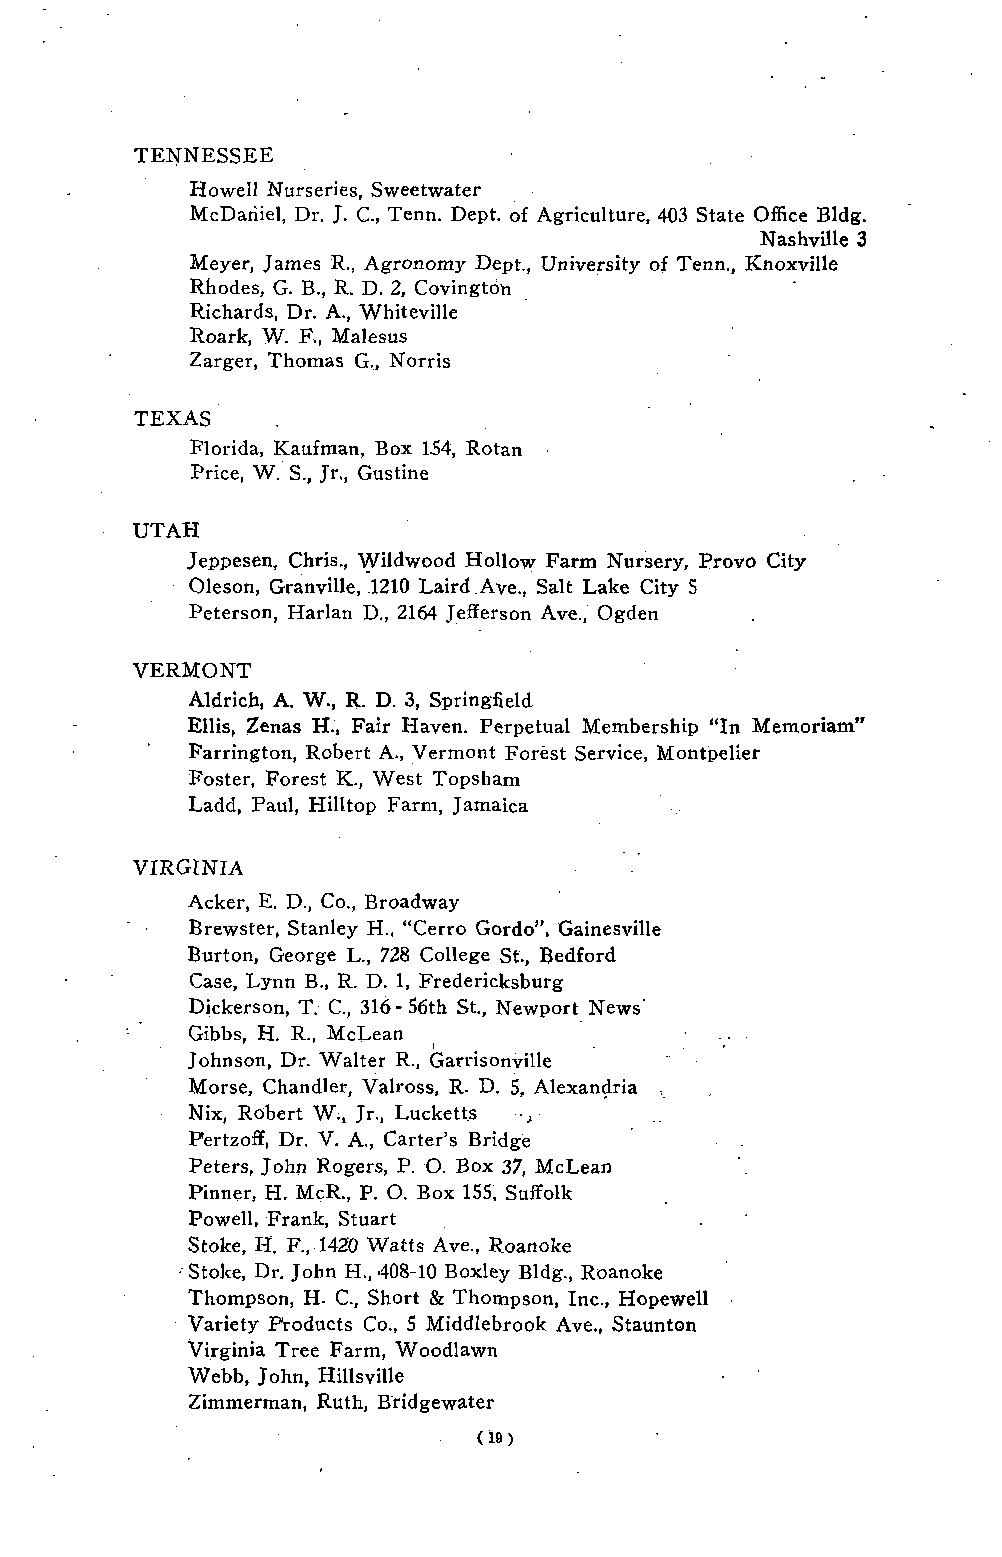 TENNESSEE
Howell Nurseries, Sweetwater
McDaniel, Dr. J. C., Tenn. Dept. of Agriculture, 403 State Office Bldg.
Nashville 3
Meyer, James R., Agronomy Dept., University of Tenn., Knoxville
Rhodes, G. B., R. D. 2, Covington
Richards, Dr. A., Whiteville
Roark, W. F., Malesus
Zarger, Thomas G., Norris
TEXAS
Florida, Kaufman, Box 154, Rotan
Price, W. S., Jr., Gustine
UTAH
Jeppesen, Chris., Wildwood Hollow Farm Nursery, Provo City
Oleson, Granville, 1210 Laird Ave., Salt Lake City 5
Peterson, Harlan D., 2164 Jefferson Ave., Ogden
VERMONT
Aldrich, A. W., R. D. 3, Springfield
Ellis, Zenas H., Fair Haven. Perpetual Membership "In Memoriam"
Farrington, Robert A., Vermont Forest Service, Montpelier
Foster, Forest K., West Topsham
Ladd, Paul, Hilltop Farm, Jamaica
VIRGINIA
Acker, E. D., Co., Broadway
Brewster, Stanley H., "Cerro Gordo", Gainesville
Burton, George L., 728 College St., Bedford
Case, Lynn B., R. D. 1, Fredericksburg
Dickerson, T. C., 316 - 56th St., Newport News
Gibbs, H. R., McLean
Johnson, Dr. Walter R., Garrisonville
Morse, Chandler, Valross, R. D. 5, Alexandria
Nix, Robert W., Jr., Lucketts
Pertzoff, Dr. V. A., Carter's Bridge
Peters, John Rogers, P. O. Box 37, McLean
Pinner, H. McR., P. O. Box 155, Suffolk
Powell, Frank, Stuart
Stoke, H. F., 1420 Watts Ave., Roanoke
Stoke, Dr. John H., 408-10 Boxley Bldg., Roanoke
Thompson, H. C., Short & Thompson, Inc., Hopewell
Variety Products Co., 5 Middlebrook Ave., Staunton
Virginia Tree Farm, Woodlawn
Webb, John, Hillsville
Zimmerman, Ruth, Bridgewater
(19)